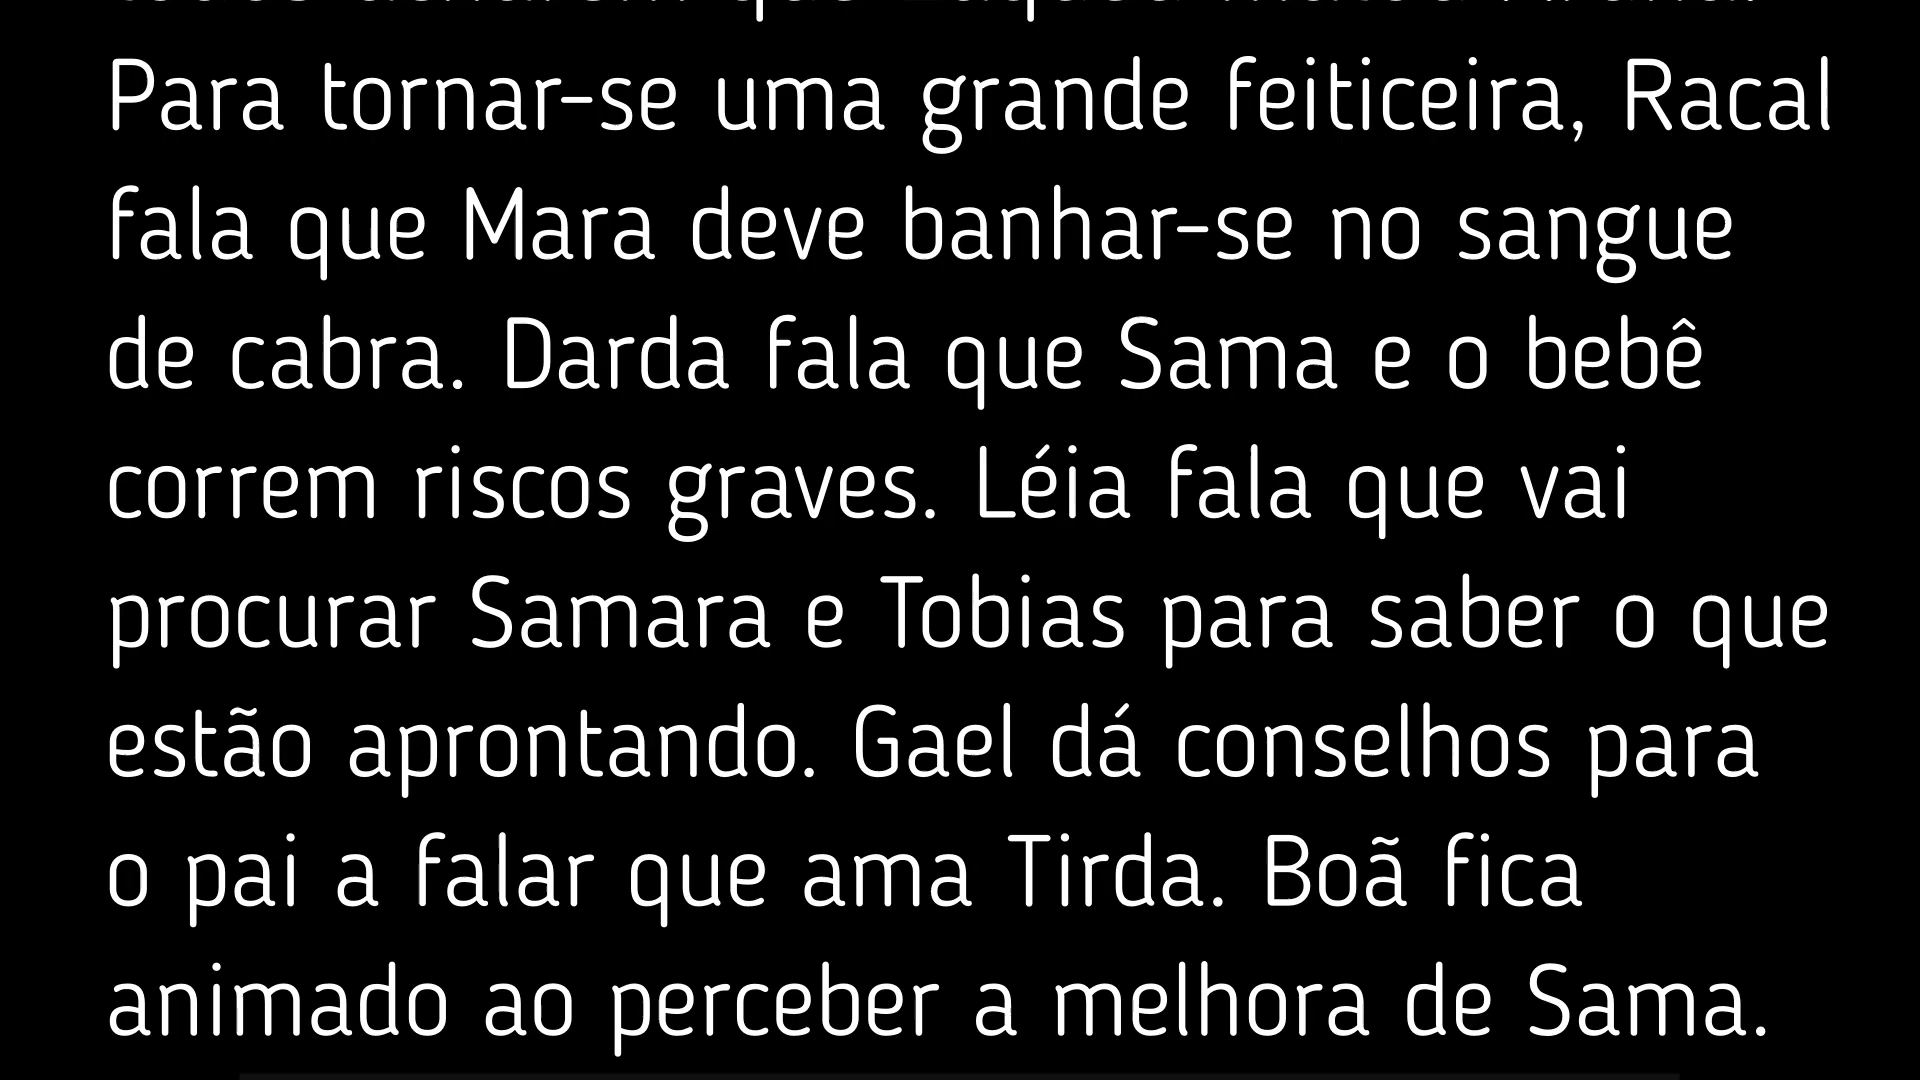 que
Para tornar-se uma grande feiticeira, Racal
fala que Mara deve banhar-se no sangue
de cabra. Darda fala que Sama e o bebê
correm riscos graves. Léia fala que vai
procurar Samara e Tobias para saber o que
estão aprontando. Gael dá conselhos para
o pai a falar que ama Tirda. Boã fica
animado ao perceber a melhora de Sama.